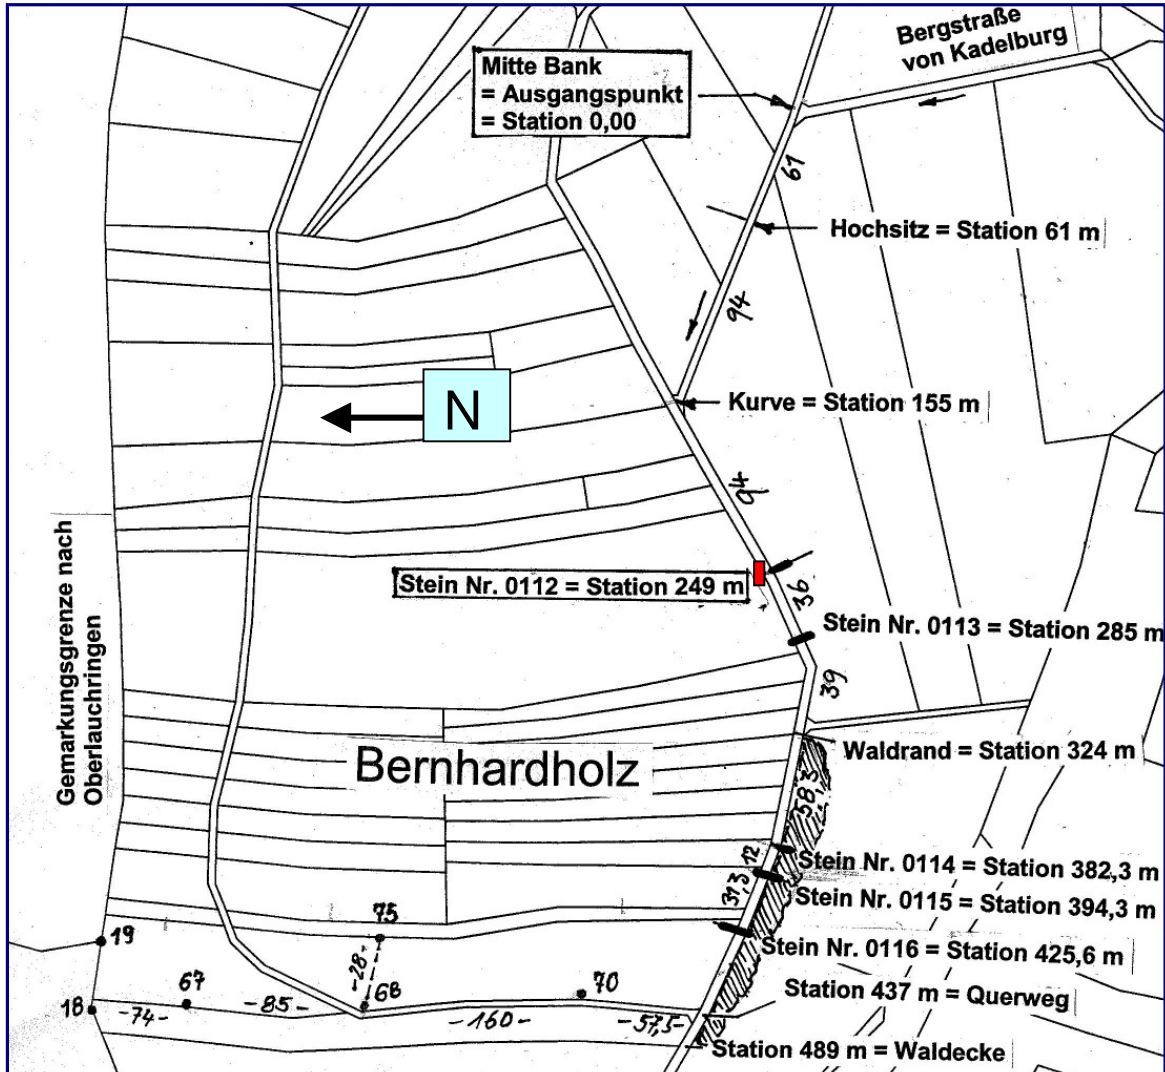 Bergstraße
von Kadelburg
Mitte Bank
= Ausgangspunkt
= Station 0,00
61
Hochsitz = Station 61 m
94
N
Kurve = Station 155 m
94
Gemarkungsgrenze nach
Oberlauchringen
Stein Nr. 0112 = Station 249 m
36
Stein Nr. 0113 = Station 285 m
39
Bernhardholz
Waldrand = Station 324 m
58,3
12
Stein Nr. 0114 = Station 382,3 m
31,3
Stein Nr. 0115 = Station 394,3 m
75
19
Stein Nr. 0116 = Station 425,6 m
-28-
67
68
70
Station 437 m = Querweg
18
-74-
-85-
-160-
-57,5-
Station 489 m = Waldecke